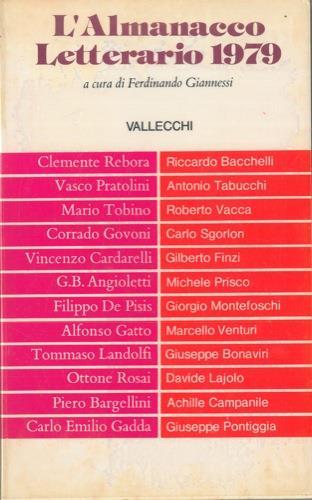 L'Almanacco
Letterario 1979
a cura di Ferdinando Giannessi
VALLECCHI
Clemente Rebora Riccardo Bacchelli
Vasco Pratolini Antonio Tabucchi
Mario Tobino Roberto Vacca
Corrado Govoni Carlo Sgorlon
Vincenzo Cardarelli Gilberto Finzi
G.B. Angioletti Michele Prisco
Filippo De Pisis Giorgio Montefoschi
Alfonso Gatto Marcello Venturi
Tommaso Landolfi Giuseppe Bonaviri
Ottone Rosai Davide Lajolo
Piero Bargellini Achille Campanile
Carlo Emilio Gadda Giuseppe Pontiggia